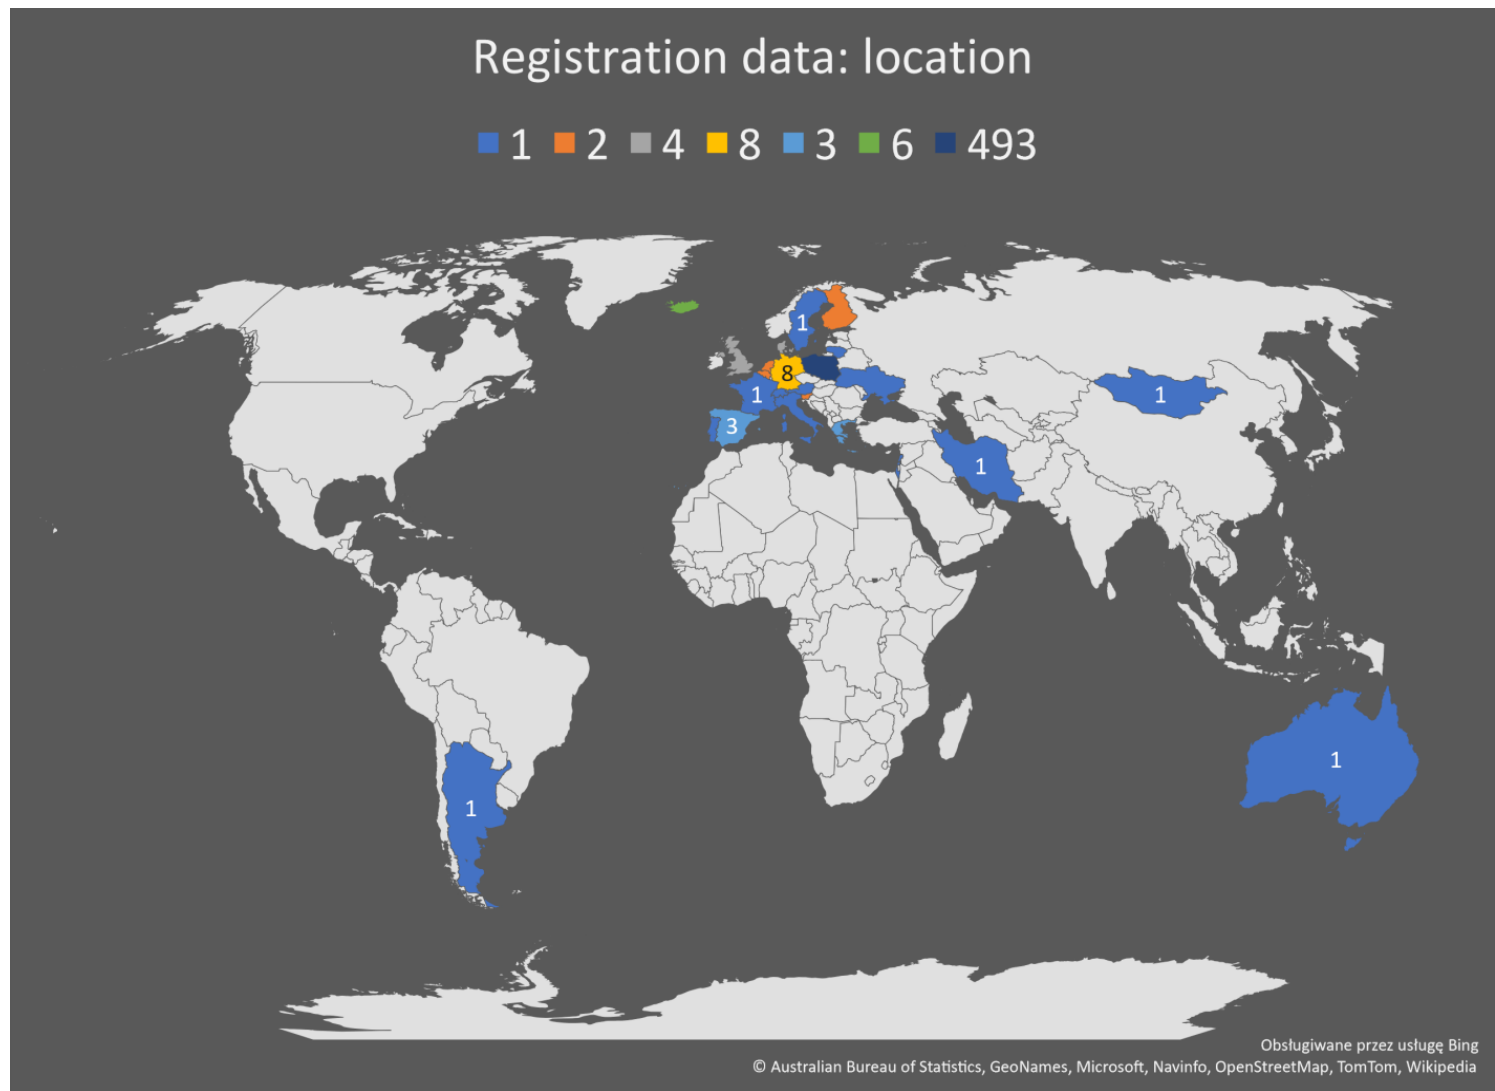 Registration data: location
1 2 4 8 3 6 493
1
8
1
1
3
1
1
1
1
Obsługiwane przez usługę Bing
© Australian Bureau of Statistics, GeoNames, Microsoft, Navinfo, OpenStreetMap, TomTom, Wikipedia